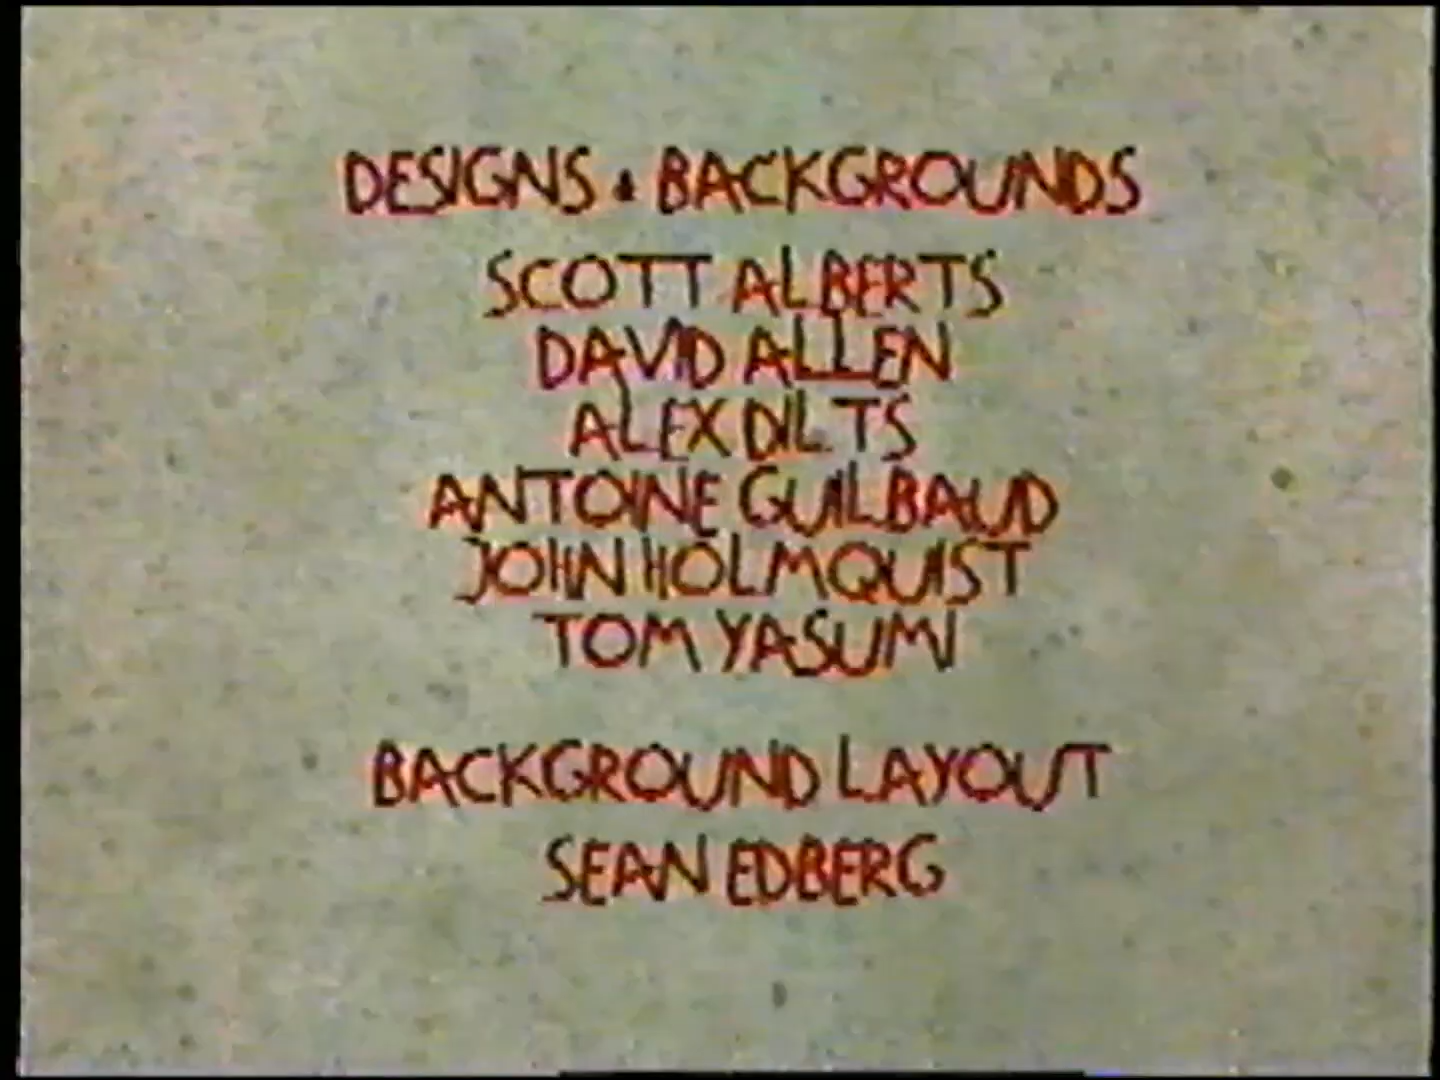 DESIGNS & BACKGROUNDS
SCOTT ALBERTS
DAVID ALLEN
ALEX DILTS
ANTOINE GUILBAUD
JOHN HOLMQUIST
TOM YASUMI
BACKGROUND LAYOUT
SEAN EDBERG